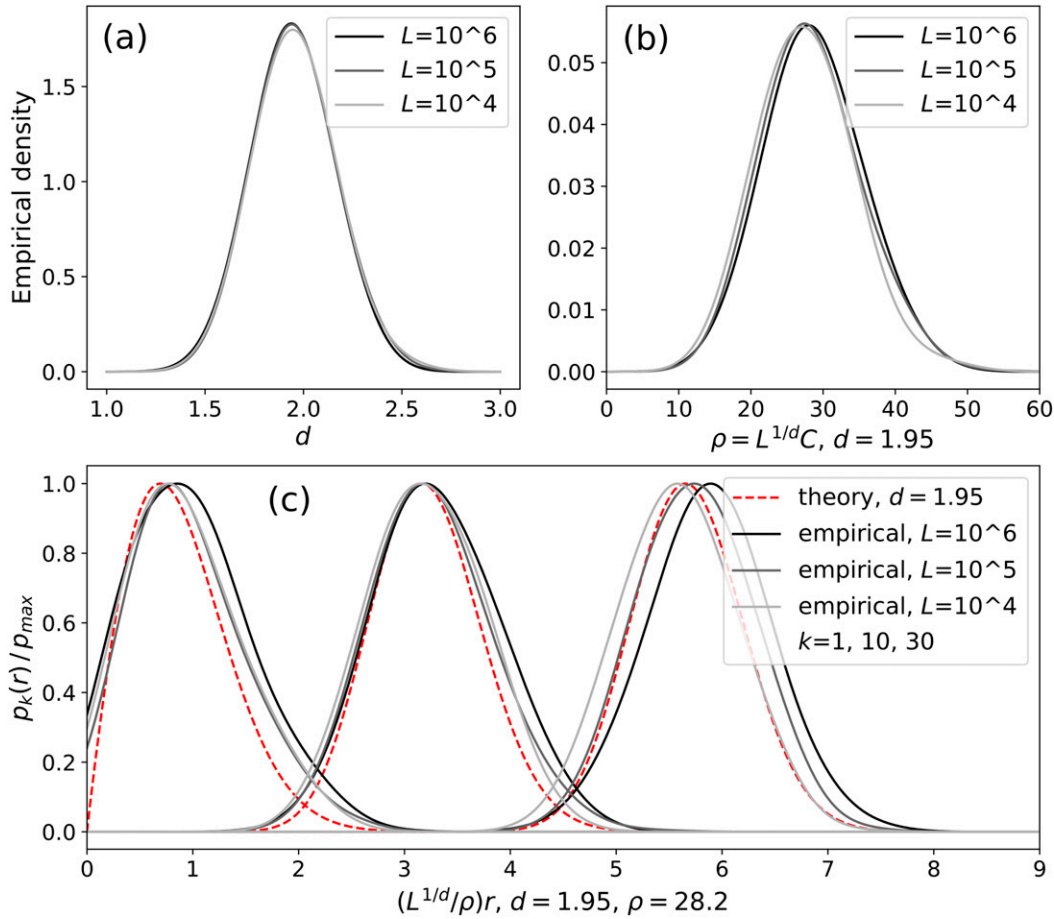 (a)
L=10^6
L=10^5
L=10^4
Empirical density
0.0
0.5
1.0
1.5
1.0
1.5
2.0
2.5
3.0
d
(b)
L=10^6
L=10^5
L=10^4
0.05
0.04
0.03
0.02
0.01
0.00
0
10
20
30
40
50
60
ρ = L^{1/d}C, d = 1.95
(c)
theory, d = 1.95
empirical, L=10^6
empirical, L=10^5
empirical, L=10^4
k=1, 10, 30
p_k(r) / p_{max}
1.0
0.8
0.6
0.4
0.2
0.0
0
1
2
3
4
5
6
7
8
9
(L^{1/d}/ρ)r, d = 1.95, ρ = 28.2